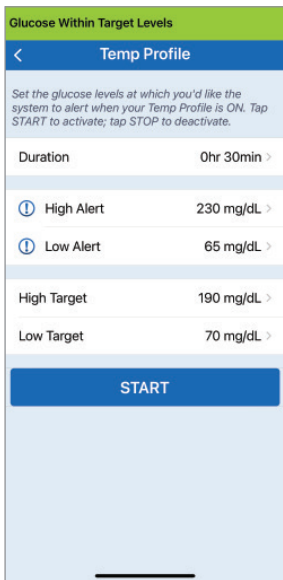 Glucose Within Target Levels
Temp Profile
Set the glucose levels at which you'd like the
system to alert when your Temp Profile is ON. Tap
START to activate; tap STOP to deactivate.
Duration 0hr 30min
High Alert 230 mg/dL
Low Alert 65 mg/dL
High Target 190 mg/dL
Low Target 70 mg/dL
START